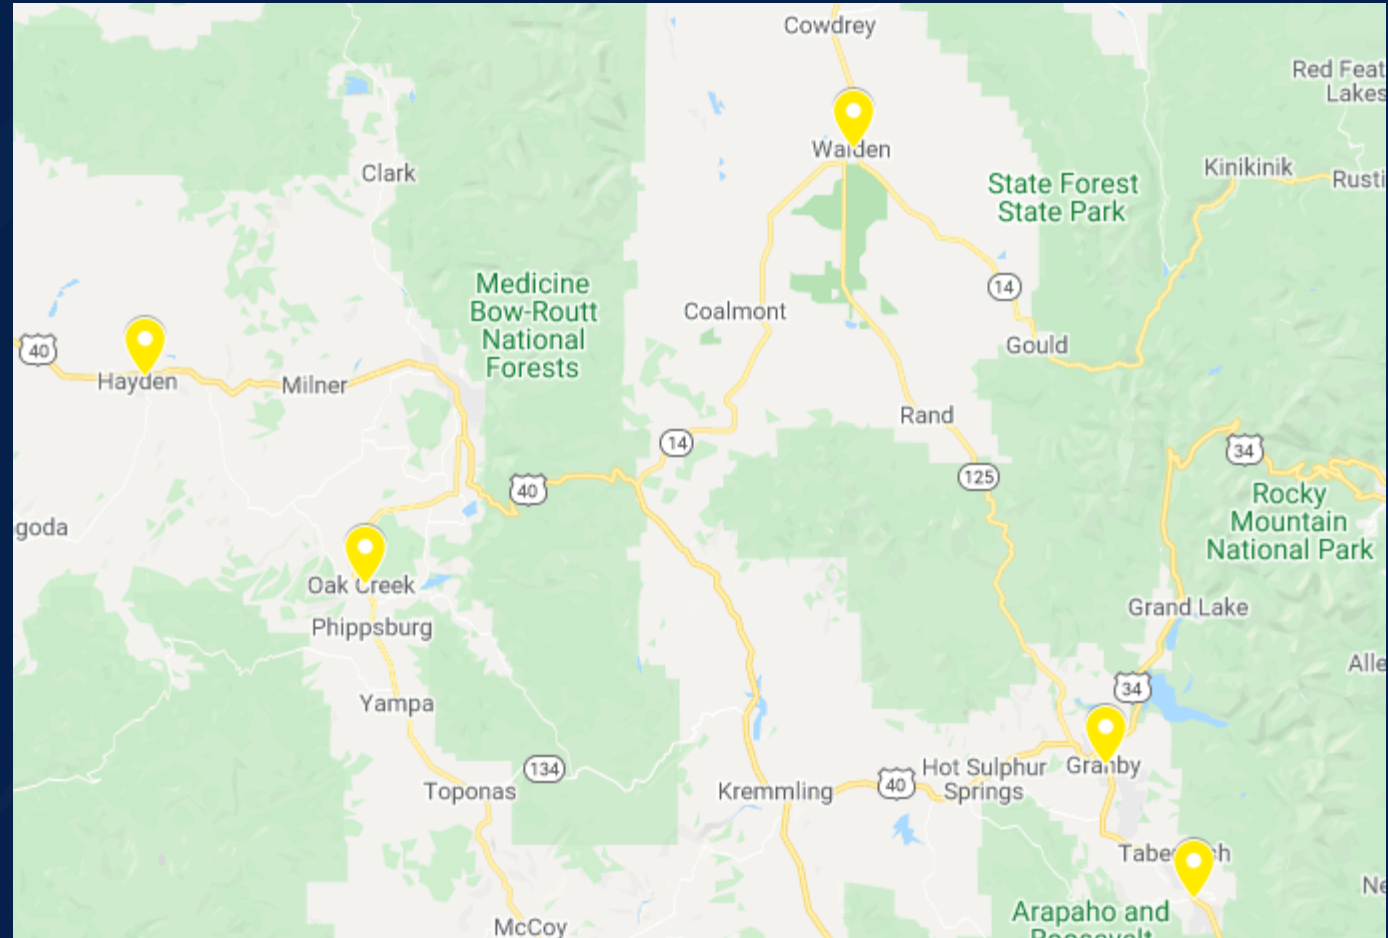 Cowdrey
Red Feat
Lakes
Walden
Kinikinik
Rusti
Clark
State Forest
State Park
14
Medicine
Bow-Routt
National
Forests
Coalmont
Gould
40
Hayden
Milner
Rand
14
34
125
40
Rocky
Mountain
National Park
goda
Oak Creek
Phippsburg
Grand Lake
Alle
34
Yampa
134
Toponas
Kremmling
40
Hot Sulphur
Springs
Granby
Tabernash
Ne
McCoy
Arapaho and
Roosevelt